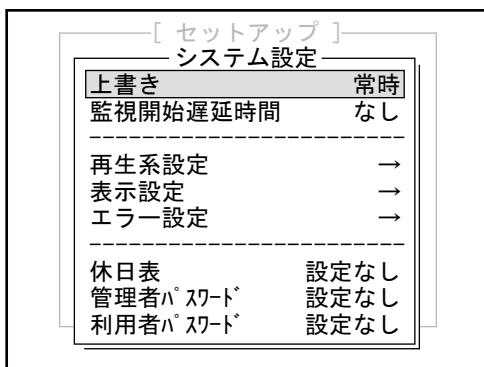 [ セットアップ ]
システム設定
上書き 常時
監視開始遅延時間 なし
再生系設定 →
表示設定 →
エラー設定 →
休日表 設定なし
管理者ﾊﾟｽﾜｰﾄﾞ 設定なし
利用者ﾊﾟｽﾜｰﾄﾞ 設定なし